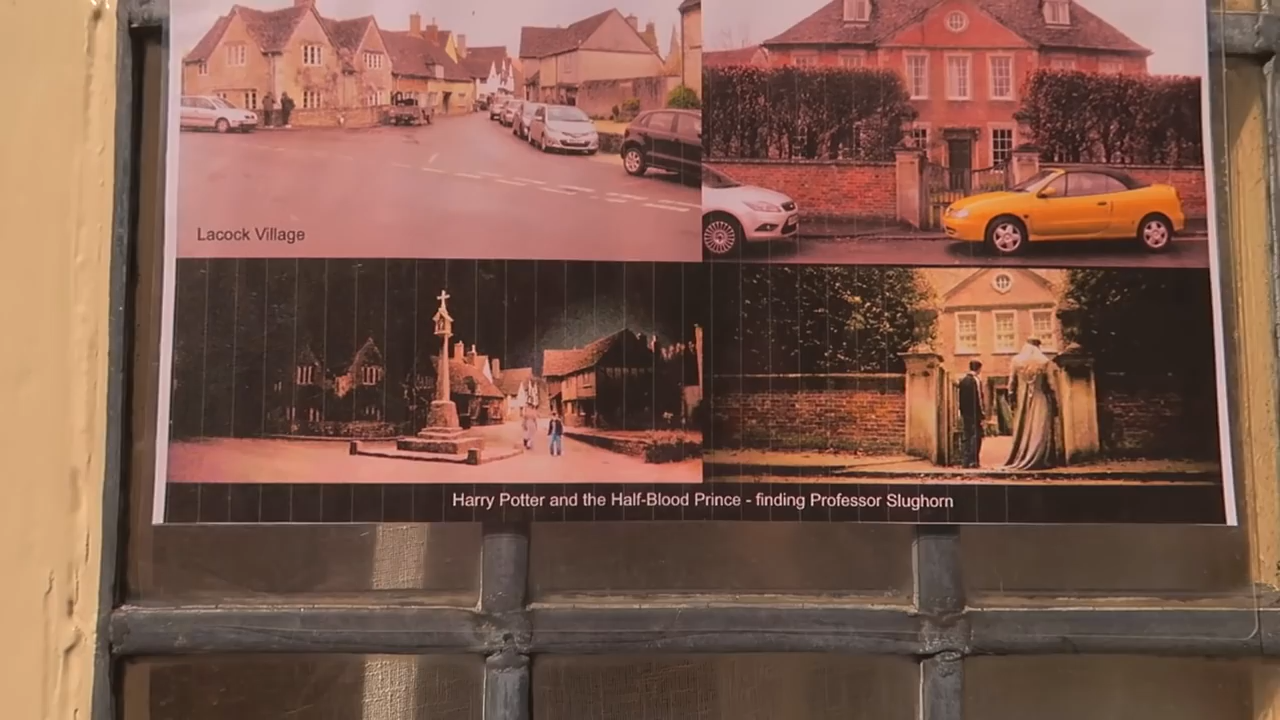 Lacock Village
Harry Potter and the Half-Blood Prince - finding Professor Slughorn